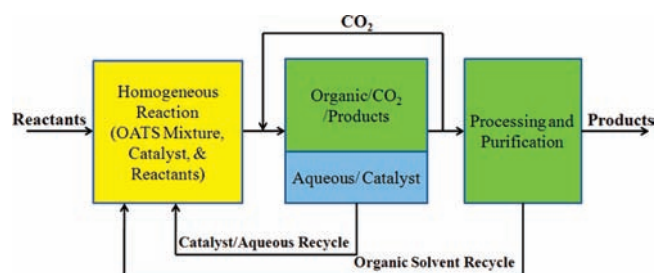 CO2
Reactants
Homogeneous
Reaction
(OATS Mixture,
Catalyst, &
Reactants)
Organic/CO2
/Products
Aqueous/Catalyst
Processing and
Purification
Products
Catalyst/Aqueous Recycle
Organic Solvent Recycle